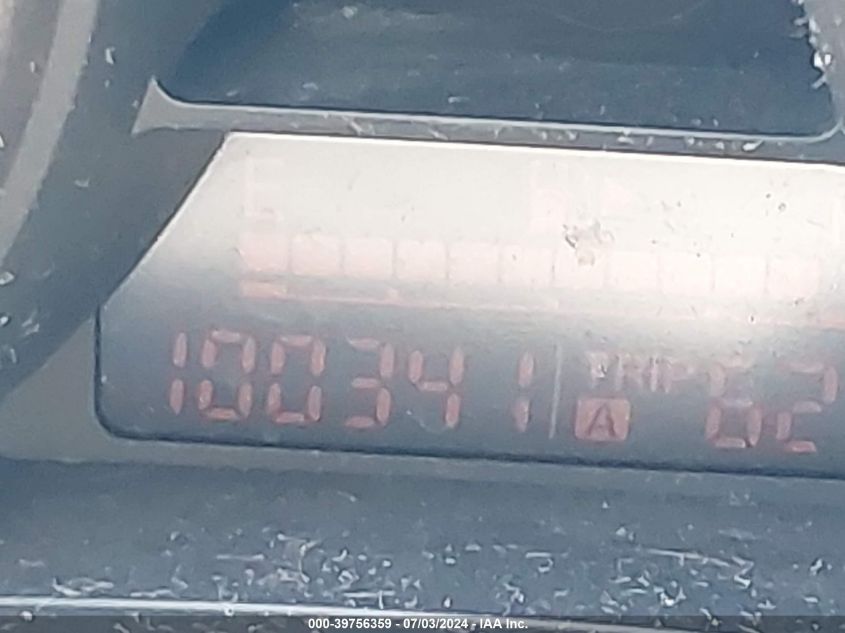 E
100341 TRIP A 62
000-39756359 - 07/03/2024 - IAA Inc.